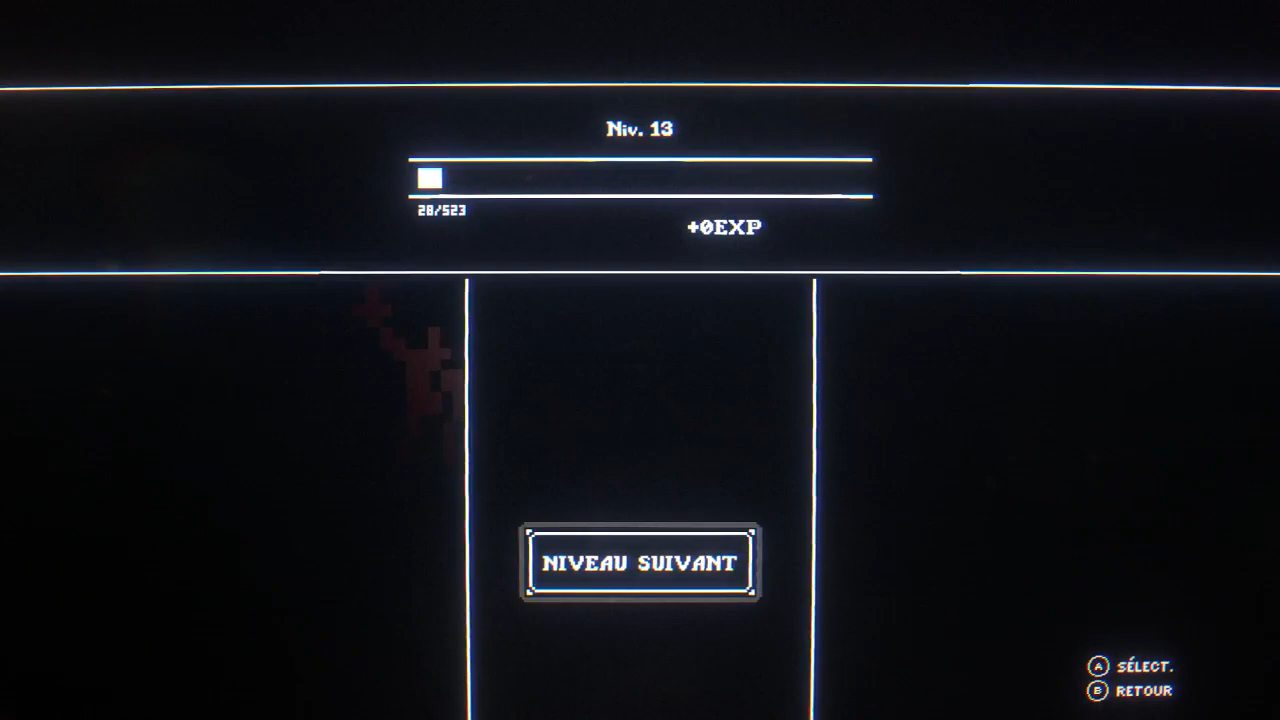 Niv. 13
28/523
+0EXP
NIVEAU SUIVANT
A SÉLECT.
B RETOUR